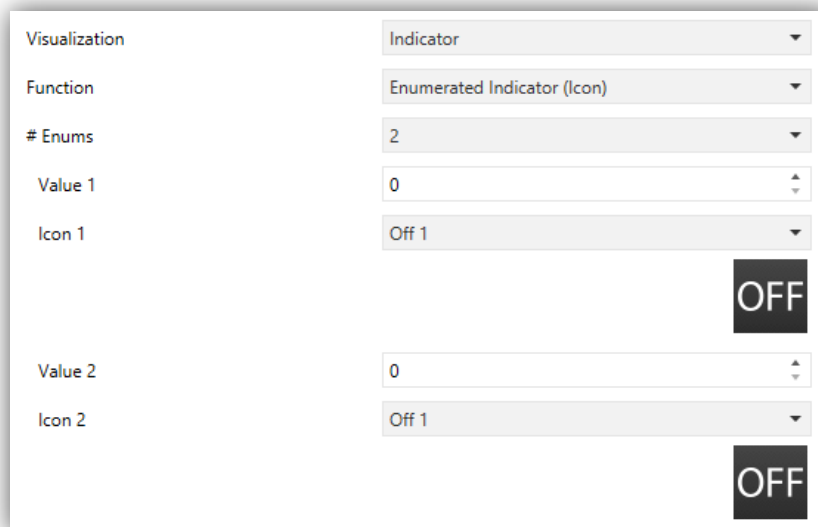 Visualization Indicator
Function Enumerated Indicator (Icon)
# Enums 2
Value 1 0
Icon 1 Off 1
OFF
Value 2 0
Icon 2 Off 1
OFF